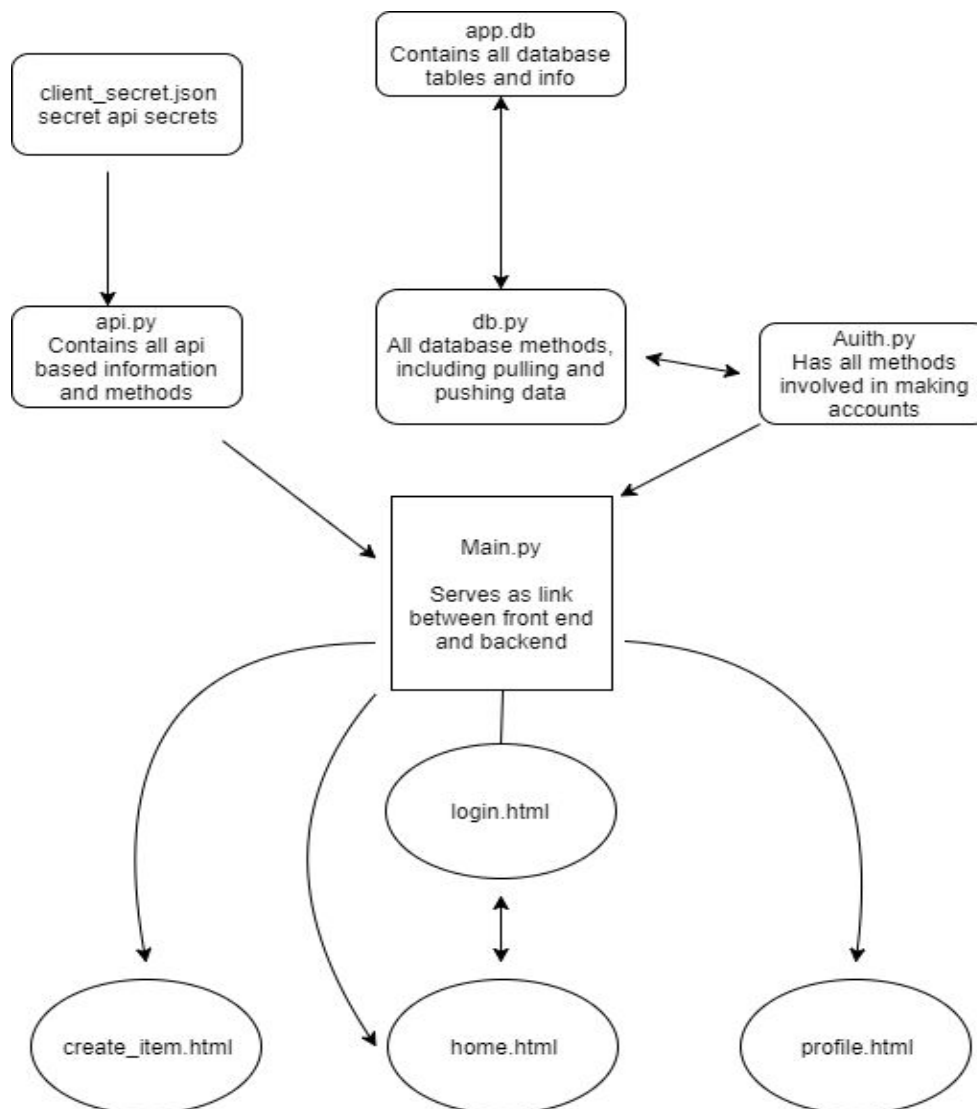 app.db
Contains all database
tables and info
client_secret.json
secret api secrets
api.py
Contains all api
based information
and methods
db.py
All database methods,
including pulling and
pushing data
Auith.py
Has all methods
involved in making
accounts
Main.py
Serves as link
between front end
and backend
login.html
create_item.html
home.html
profile.html